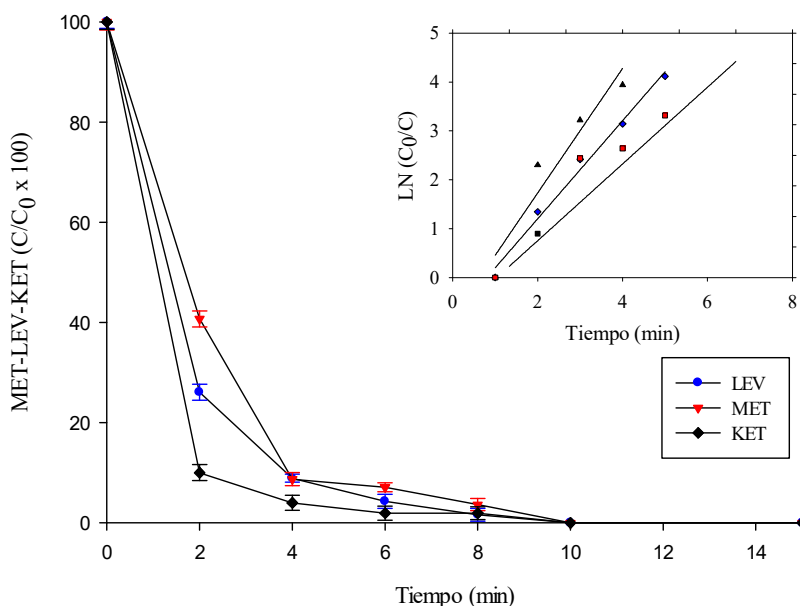 100
80
60
40
20
0
MET-LEV-KET (C/C0 x 100)
0 2 4 6 8 10 12 14
Tiempo (min)
5
4
3
2
1
0
LN (C0/C)
0 2 4 6 8
Tiempo (min)
LEV
MET
KET